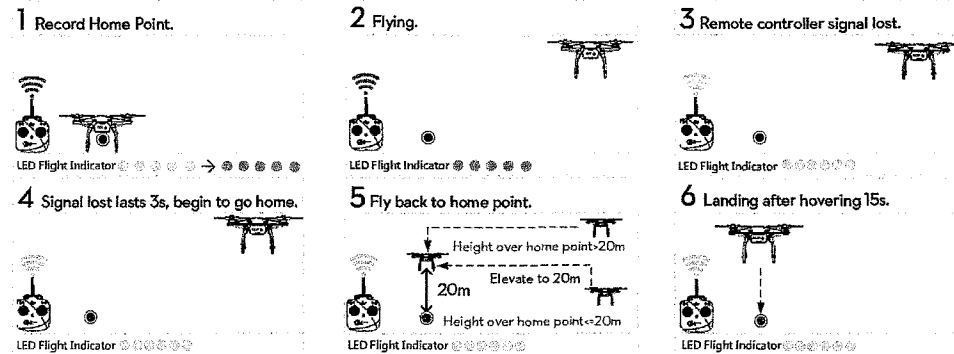 1 Record Home Point.
2 Flying.
3 Remote controller signal lost.
LED Flight Indicator
LED Flight Indicator
LED Flight Indicator
4 Signal lost lasts 3s, begin to go home.
5 Fly back to home point.
6 Landing after hovering 15s.
Height over home point>20m
Elevate to 20m
20m
Height over home point<=20m
LED Flight Indicator
LED Flight Indicator
LED Flight Indicator